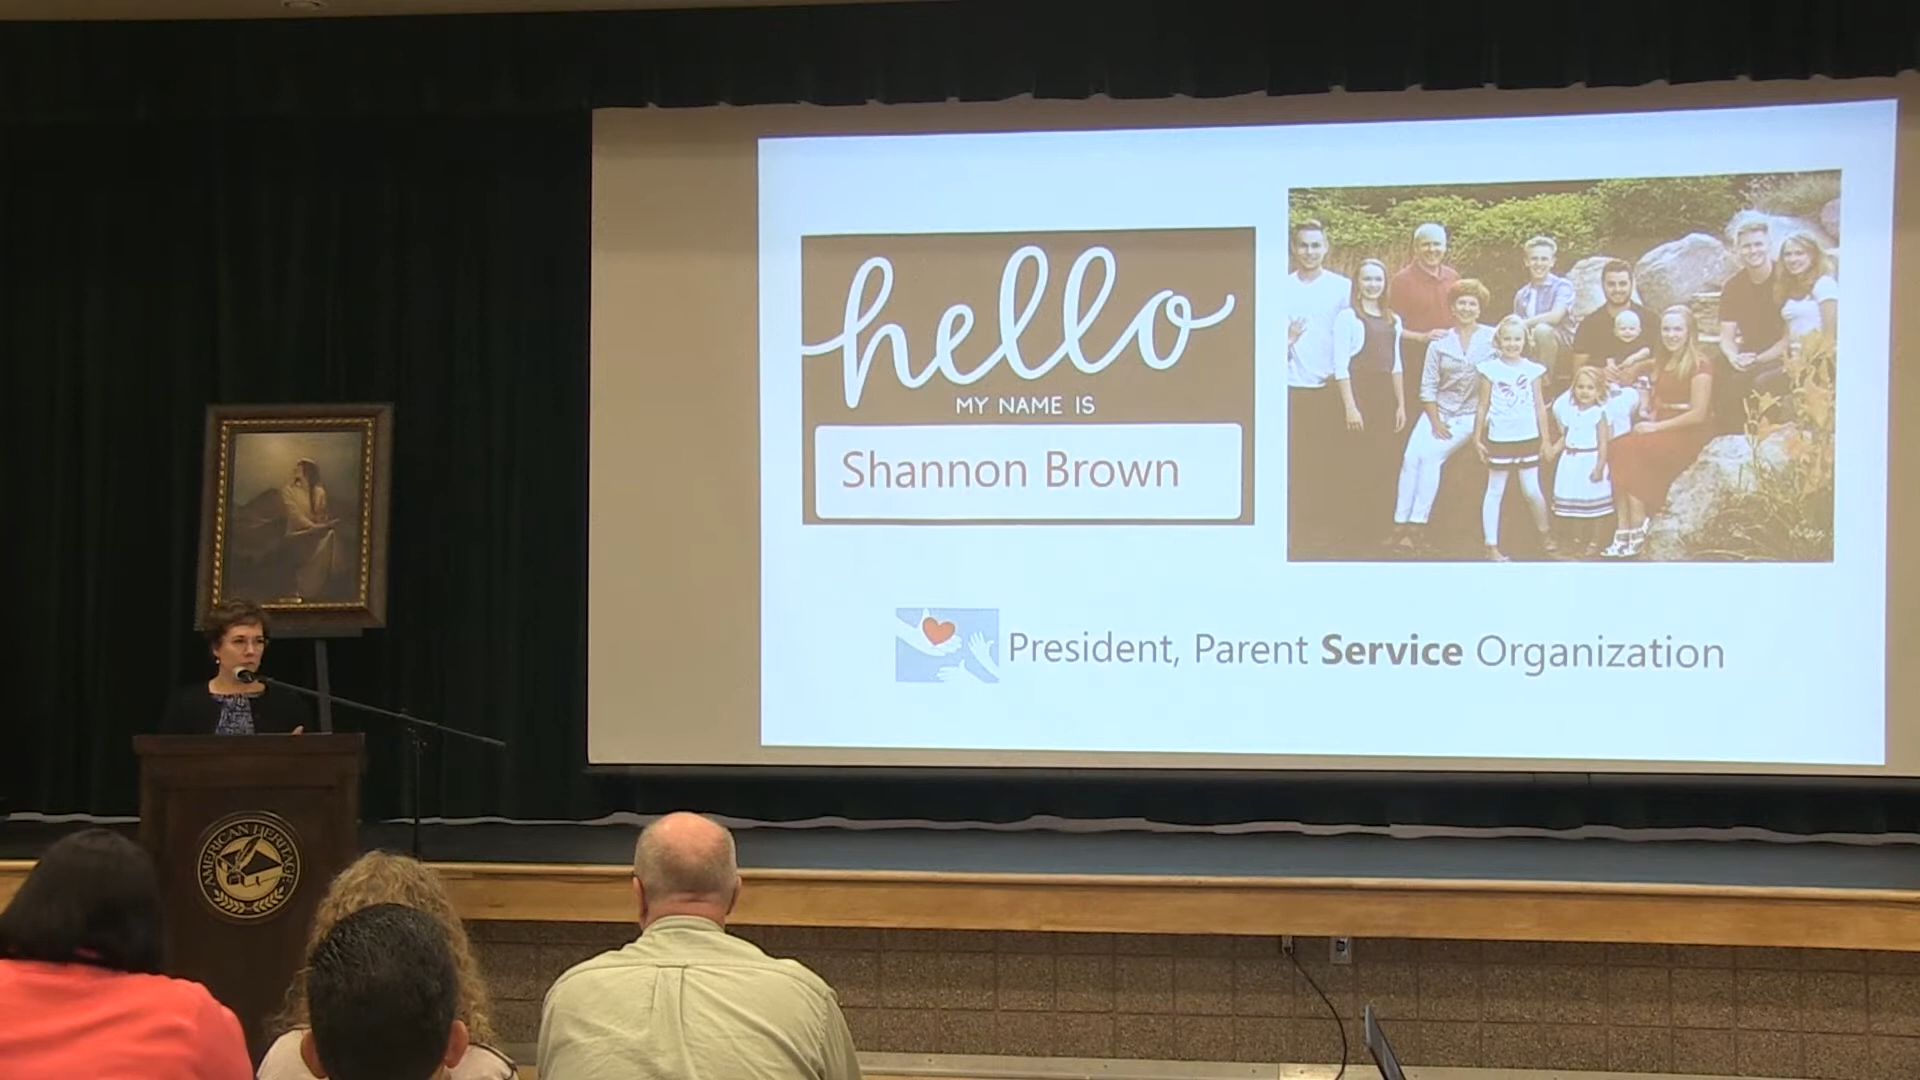 hello
MY NAME IS
Shannon Brown
President, Parent Service Organization
AMERICAN HERITAGE